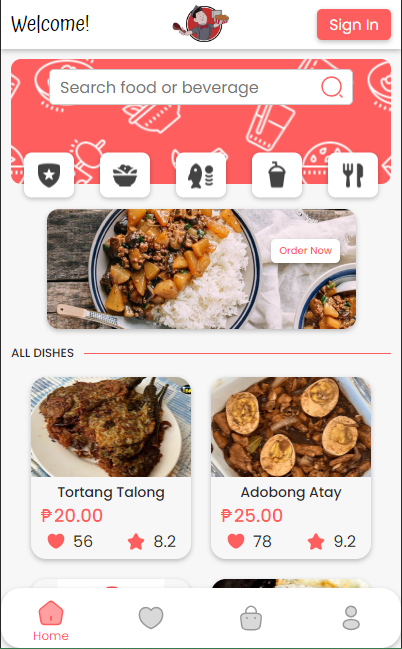 Welcome!
Sign In
Search food or beverage
Order Now
ALL DISHES
Tortang Talong
Adobong Atay
₱20.00
₱25.00
56
8.2
78
9.2
Home